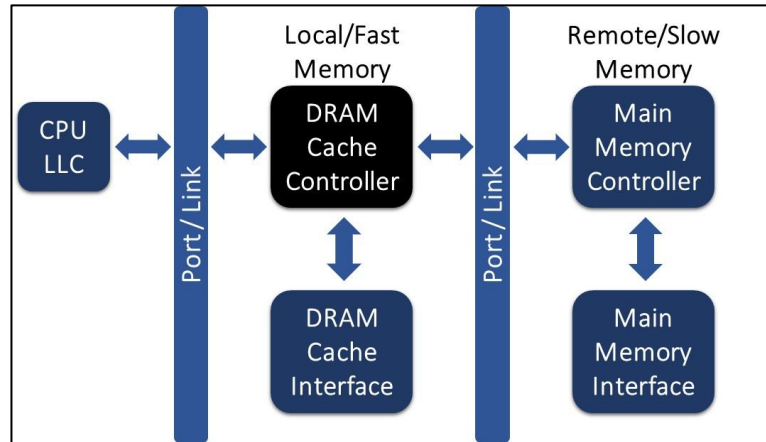 Local/Fast
Memory
Remote/Slow
Memory
CPU
LLC
Port / Link
DRAM
Cache
Controller
Port / Link
Main
Memory
Controller
DRAM
Cache
Interface
Main
Memory
Interface